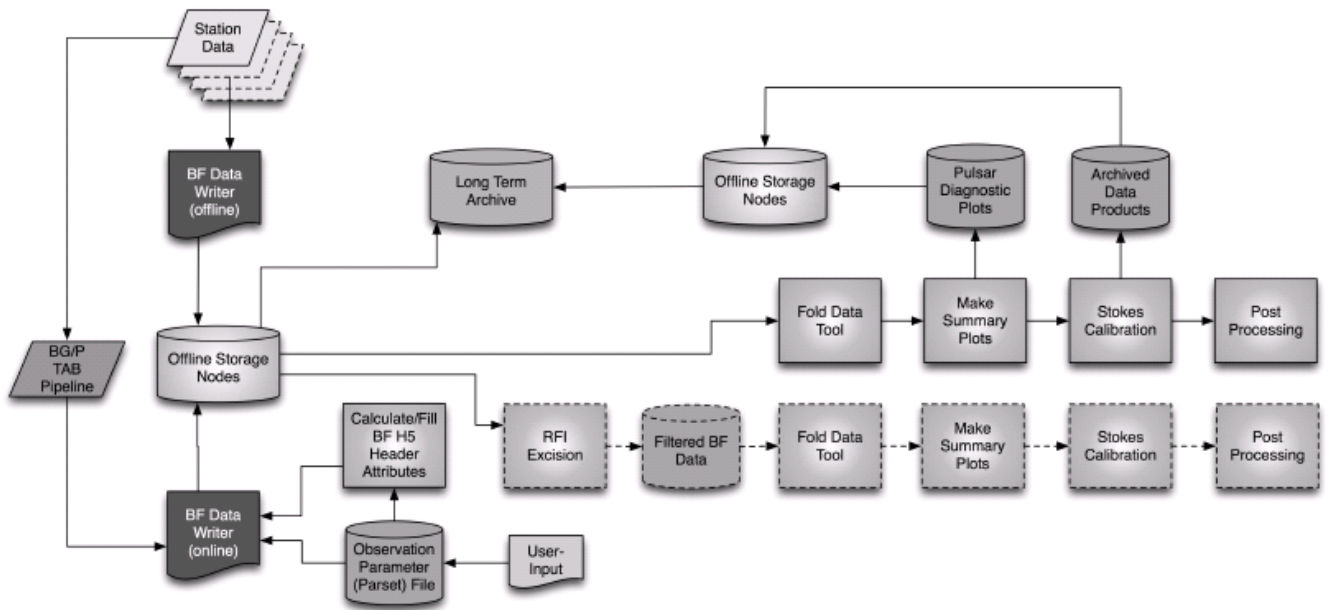 Station
Data
BF Data
Writer
(offline)
Long Term
Archive
Offline Storage
Nodes
Pulsar
Diagnostic
Plots
Archived
Data
Products
Fold Data
Tool
Make
Summary
Plots
Stokes
Calibration
Post
Processing
BG/P
TAB
Pipeline
Offline Storage
Nodes
Calculate/Fill
BF H5
Header
Attributes
RFI
Excision
Filtered BF
Data
Fold Data
Tool
Make
Summary
Plots
Stokes
Calibration
Post
Processing
BF Data
Writer
(online)
Observation
Parameter
(Parset) File
User-
Input